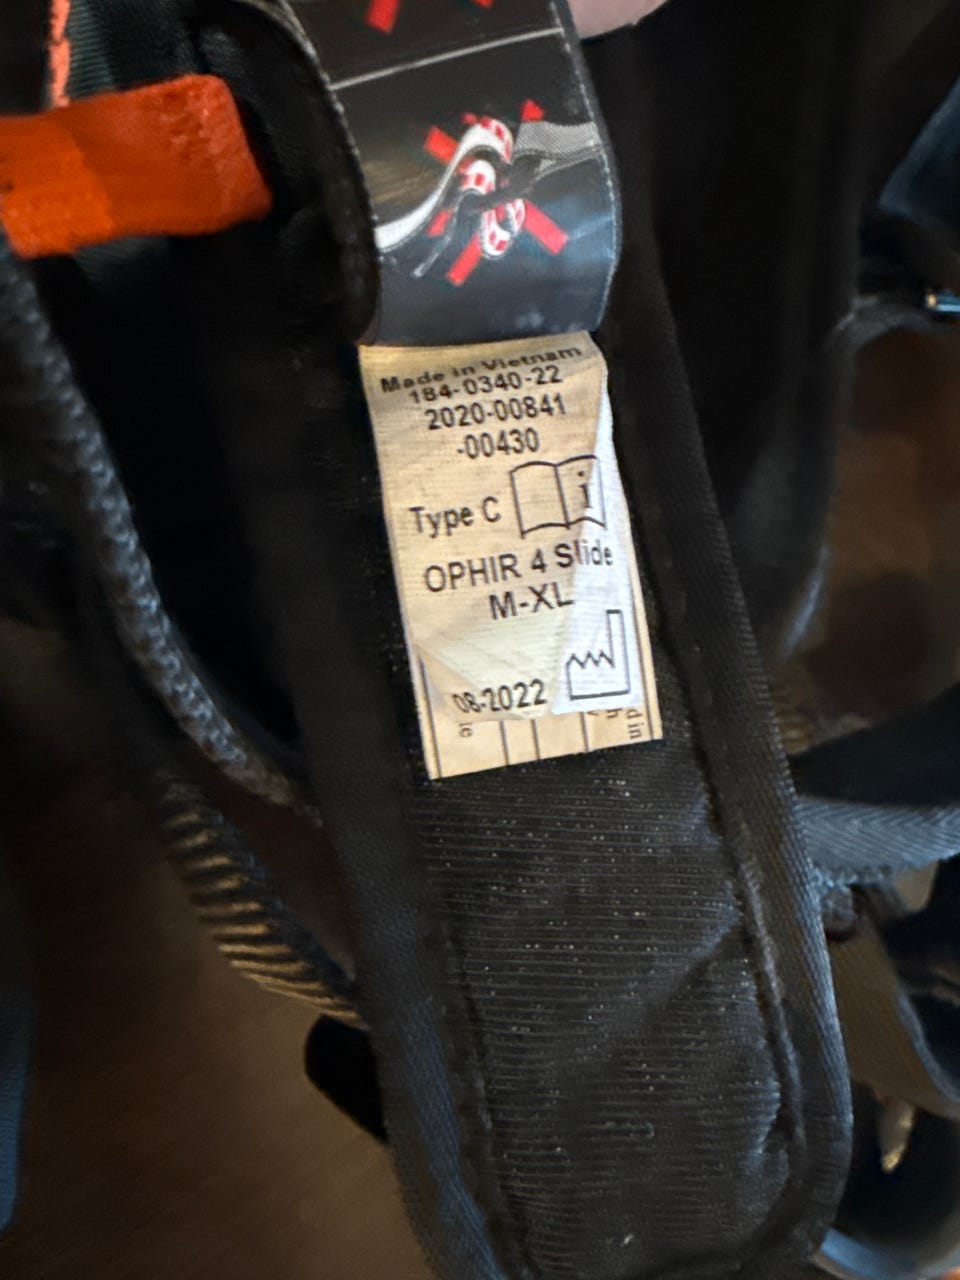 Made in Vietnam
184-0340-22
2020-00841
-00430
Type C i
OPHIR 4 Slide
M-XL
08-2022